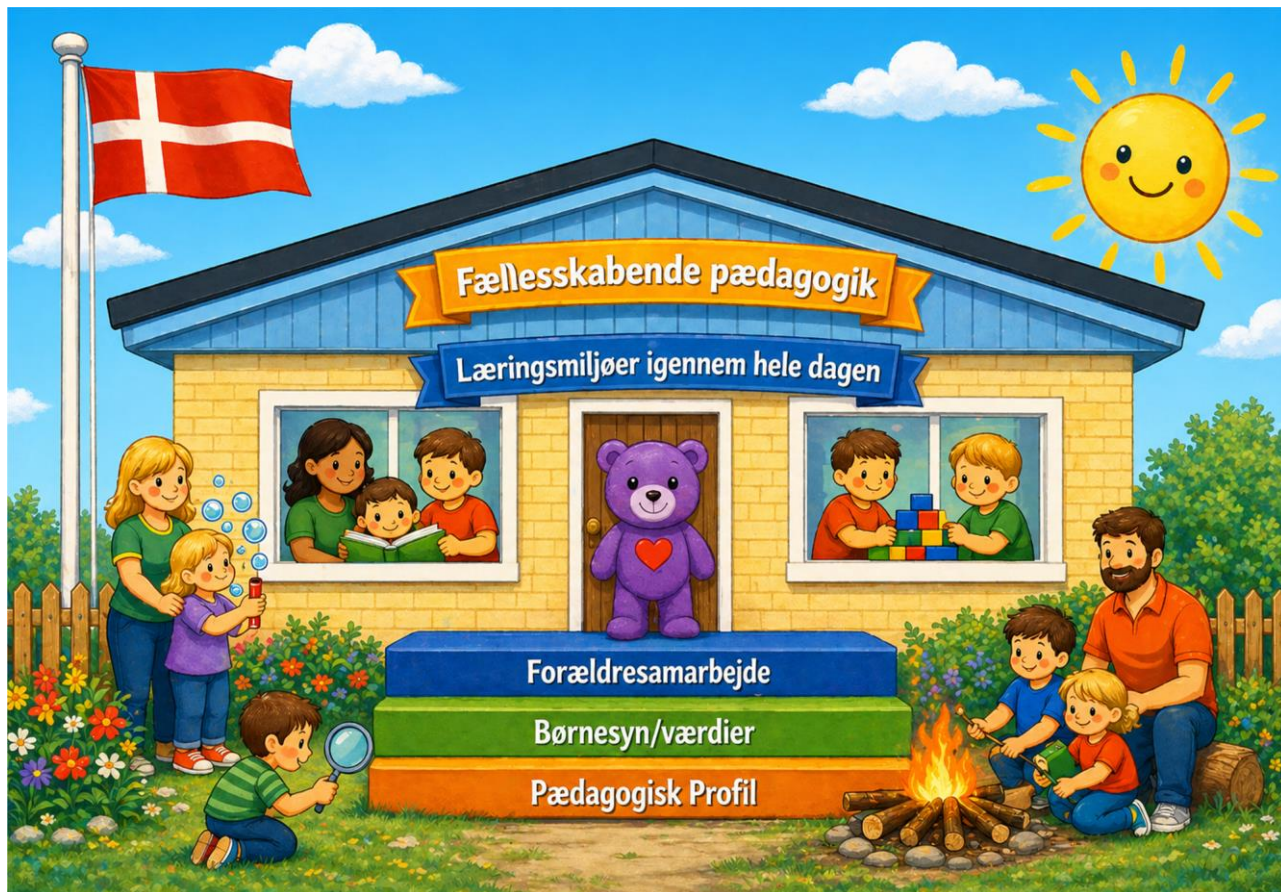 Fællesskabende pædagogik
Læringsmiljøer igennem hele dagen
Forældresamarbejde
Børnesyn/værdier
Pædagogisk Profil